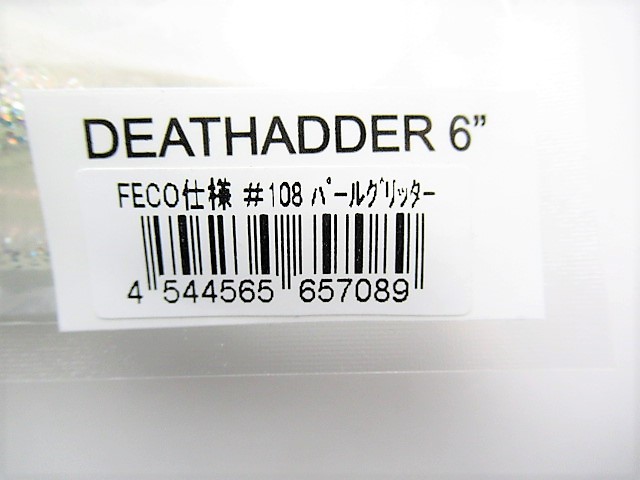 DEATHADDER 6”
FECO仕様 #108 ﾊﾟｰﾙｸﾞﾘｯﾀｰ
4 544565 657089